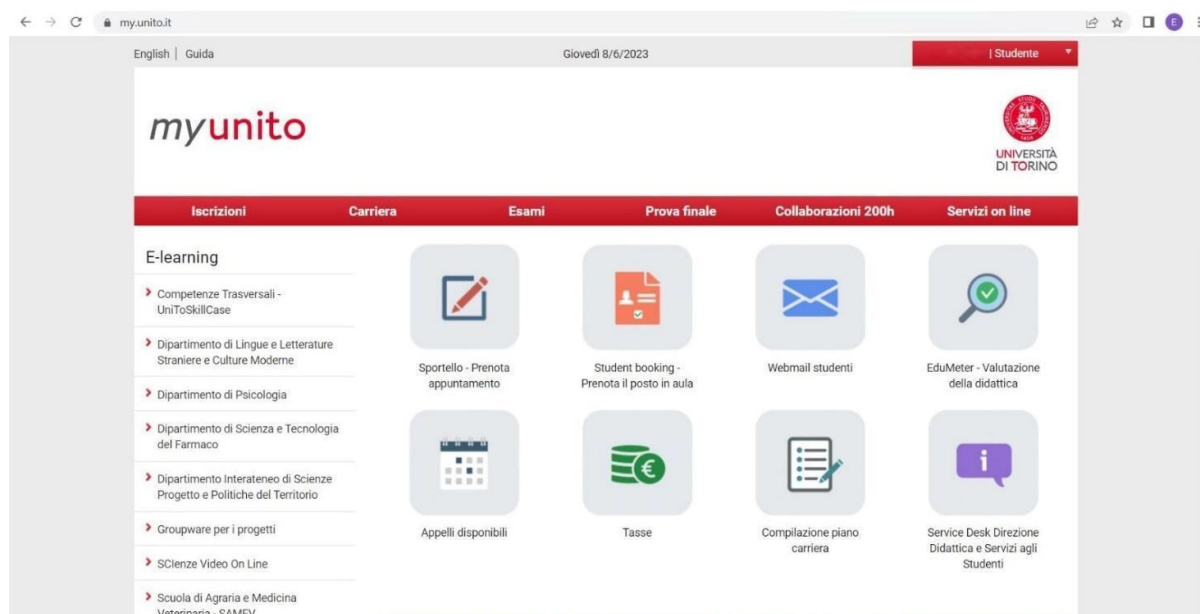 my.unito.it
E
English | Guida
Giovedì 8/6/2023
| Studente
myunito
UNIVERSITÀ
DI TORINO
Iscrizioni
Carriera
Esami
Prova finale
Collaborazioni 200h
Servizi on line
E-learning
Competenze Trasversali -
UniToSkillCase
Dipartimento di Lingue e Letterature
Straniere e Culture Moderne
Dipartimento di Psicologia
Dipartimento di Scienza e Tecnologia
del Farmaco
Dipartimento Interateneo di Scienze
Progetto e Politiche del Territorio
Groupware per i progetti
SCIenze Video On Line
Scuola di Agraria e Medicina
Veterinaria - SAMEV
Sportello - Prenota
appuntamento
Student booking -
Prenota il posto in aula
Webmail studenti
EduMeter - Valutazione
della didattica
Appelli disponibili
€
Tasse
Compilazione piano
carriera
i
Service Desk Direzione
Didattica e Servizi agli
Studenti